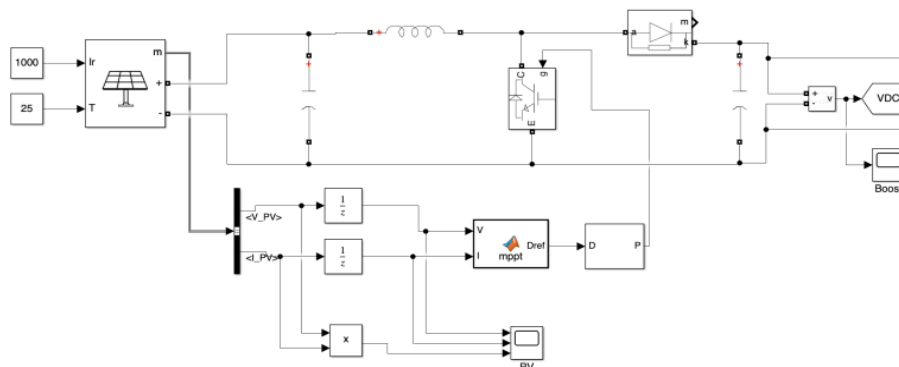 1000
Ir
m
25
T
+
-
+
C
g
E
a
m
k
+
+
-
v
VDC
Boos
<V_PV>
<I_PV>
1
z
1
z
V
I
mppt
Dref
D
P
x
PV